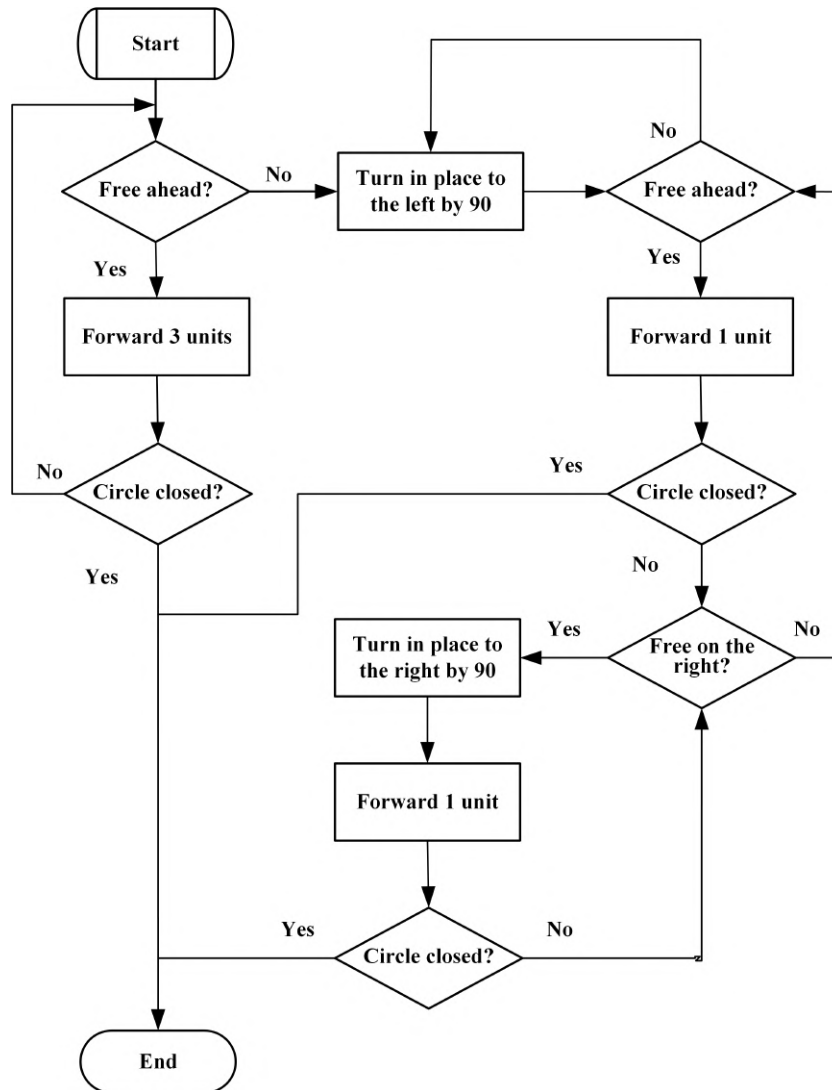 Start
No
Free ahead?
No
Turn in place to
the left by 90
Free ahead?
Yes
Yes
Forward 3 units
Forward 1 unit
No
Circle closed?
Yes
Circle closed?
Yes
No
Turn in place to
the right by 90
Yes
Free on the
right?
No
Forward 1 unit
Yes
Circle closed?
No
End